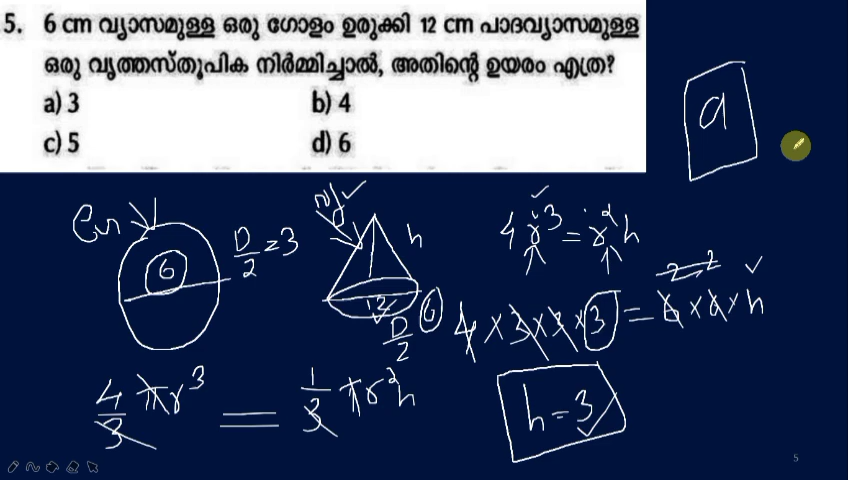 5. 6 cm വ്യാസമുള്ള ഒരു ഗോളം ഉരുക്കി 12 cm പാദവ്യാസമുള്ള
ഒരു വൃത്തസ്തൂപിക നിർമ്മിച്ചാൽ, അതിന്റെ ഉയരം എത്ര?
a) 3 b) 4
c) 5 d) 6
a
6
D/2 = 3
h
12
D/2 6
4r³ = r²h
4 × 3 × 3 × 3 = 6 × 6 × h
2 2
4/3 πr³ = 1/3 πr²h
h = 3
5